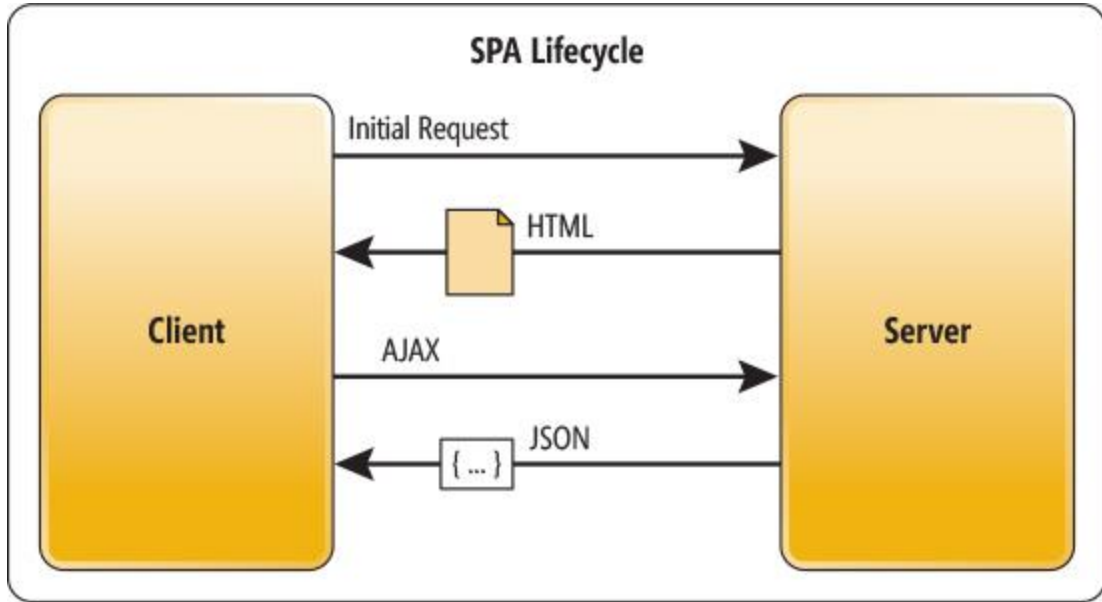 SPA Lifecycle
Initial Request
HTML
Client
Server
AJAX
JSON
{ ... }